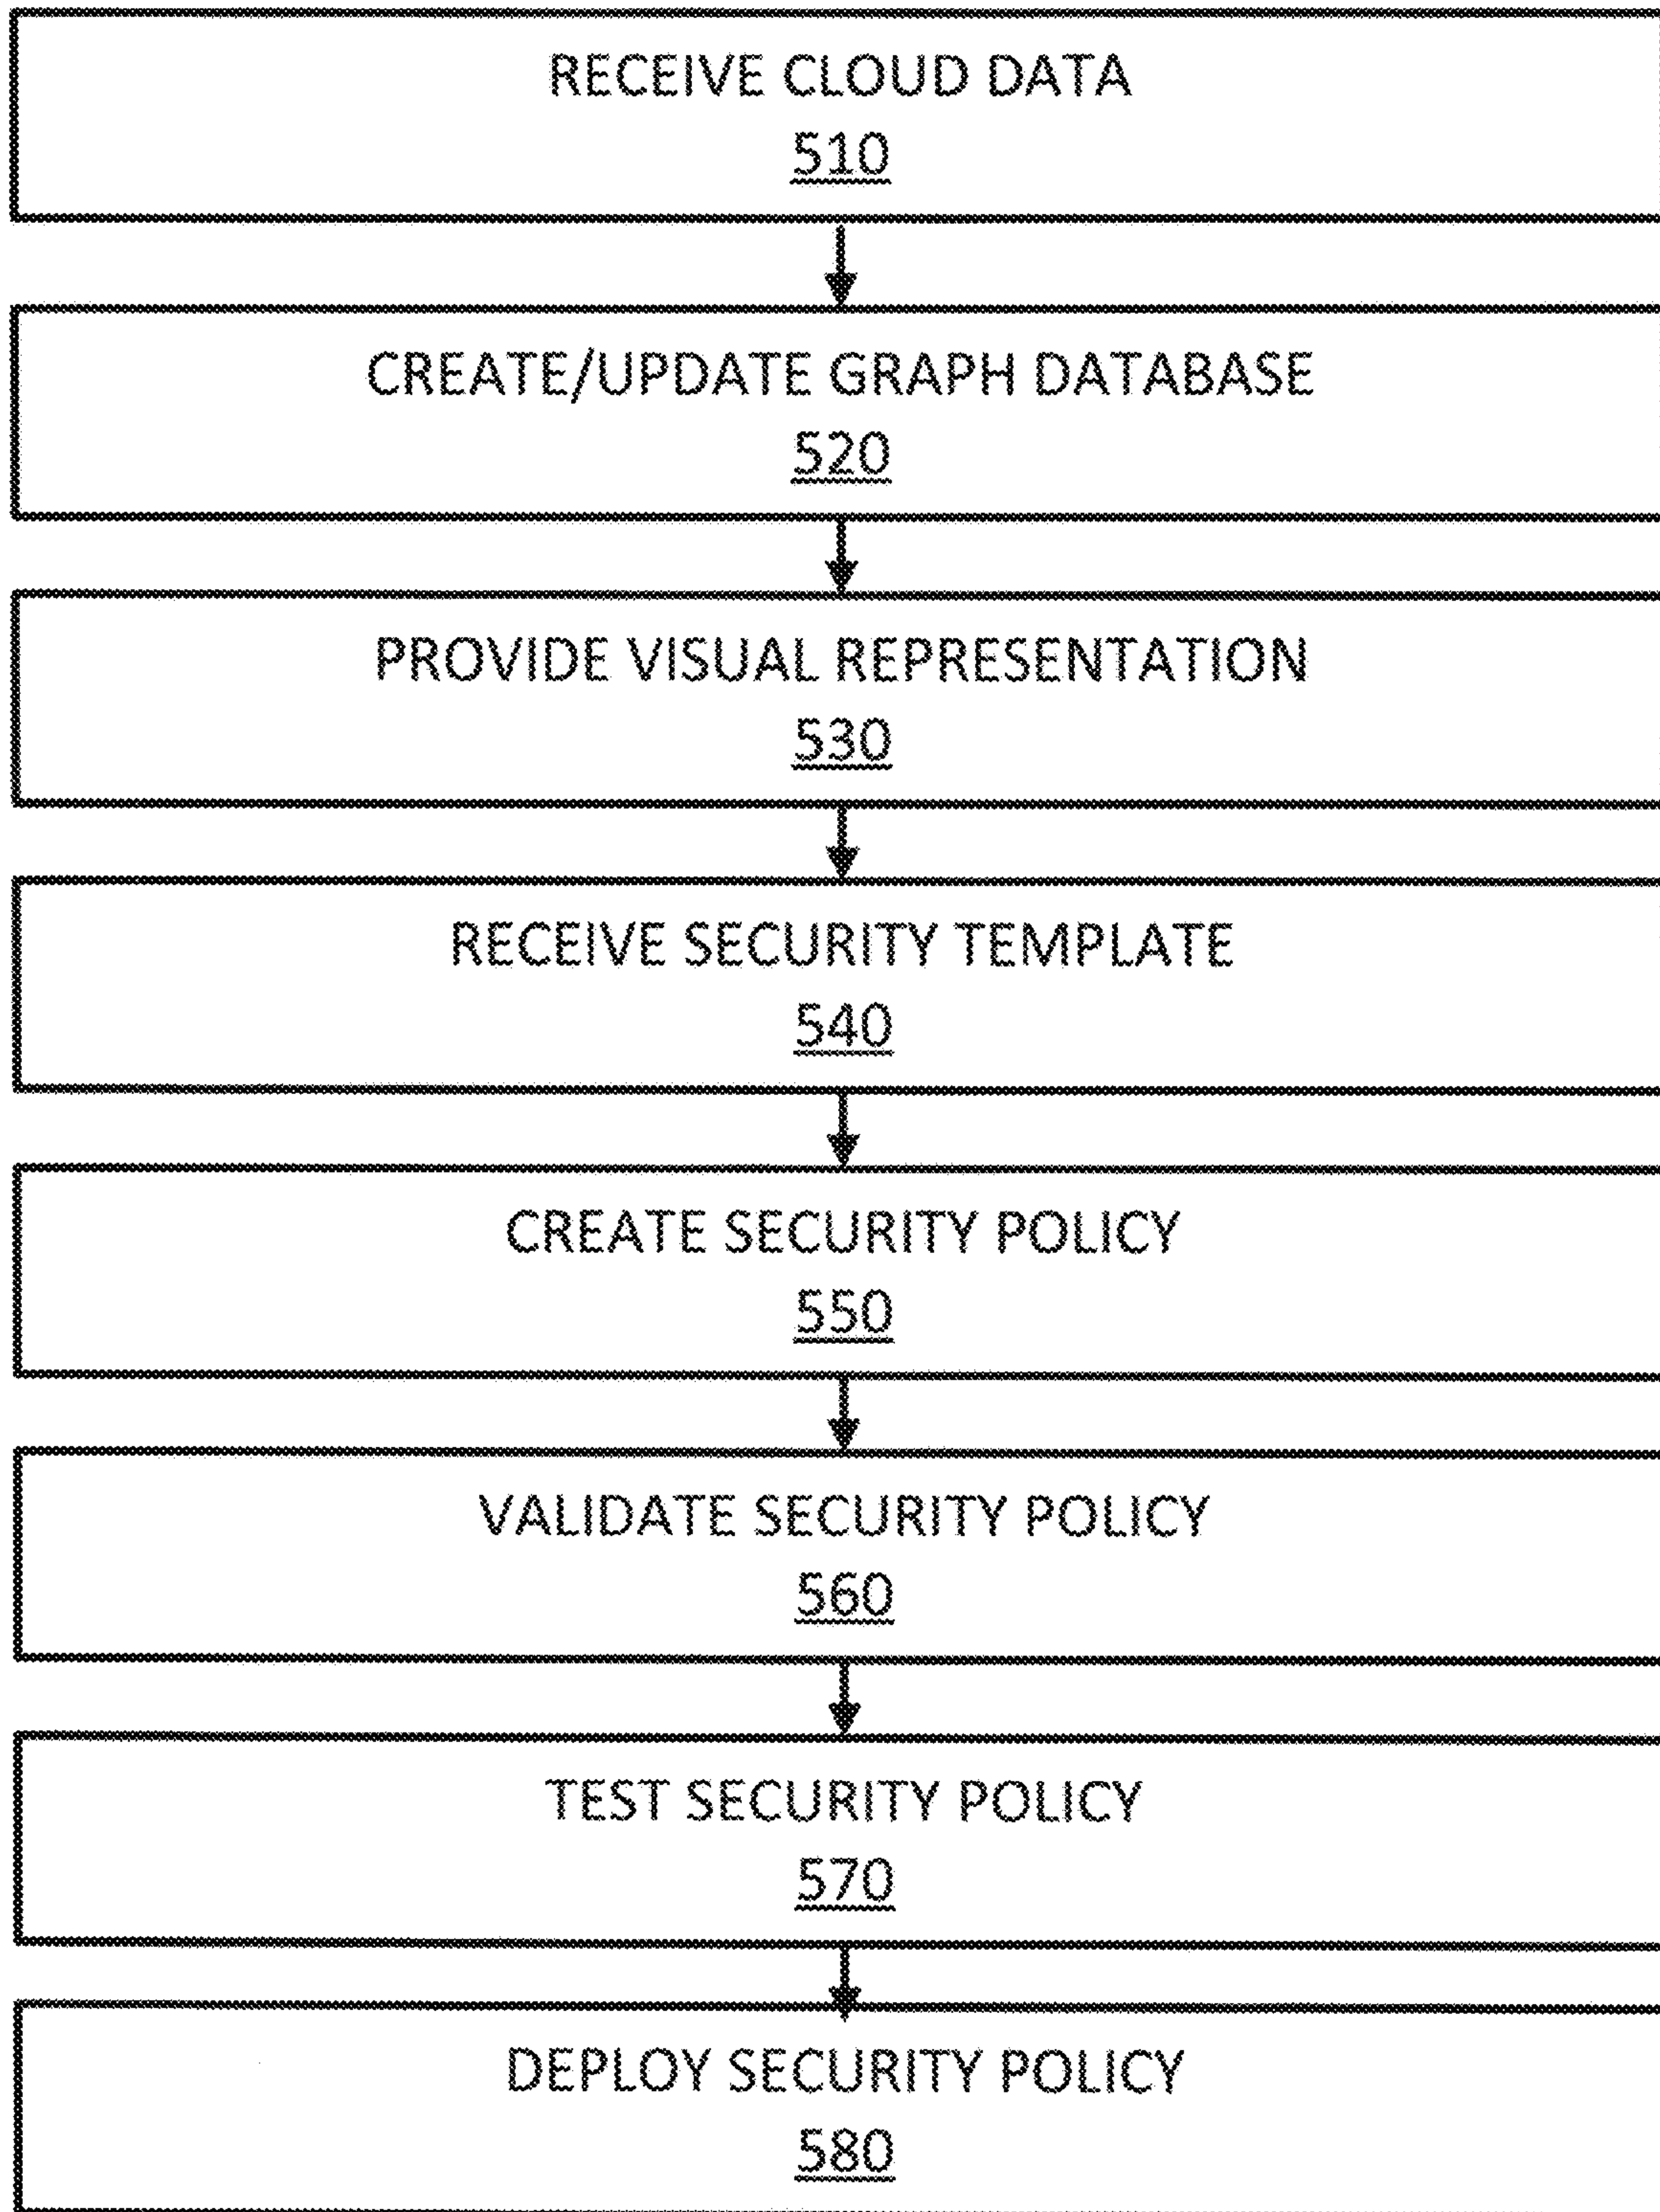 RECEIVE CLOUD DATA
510
CREATE/UPDATE GRAPH DATABASE
520
PROVIDE VISUAL REPRESENTATION
530
RECEIVE SECURITY TEMPLATE
540
CREATE SECURITY POLICY
550
VALIDATE SECURITY POLICY
560
TEST SECURITY POLICY
570
DEPLOY SECURITY POLICY
580